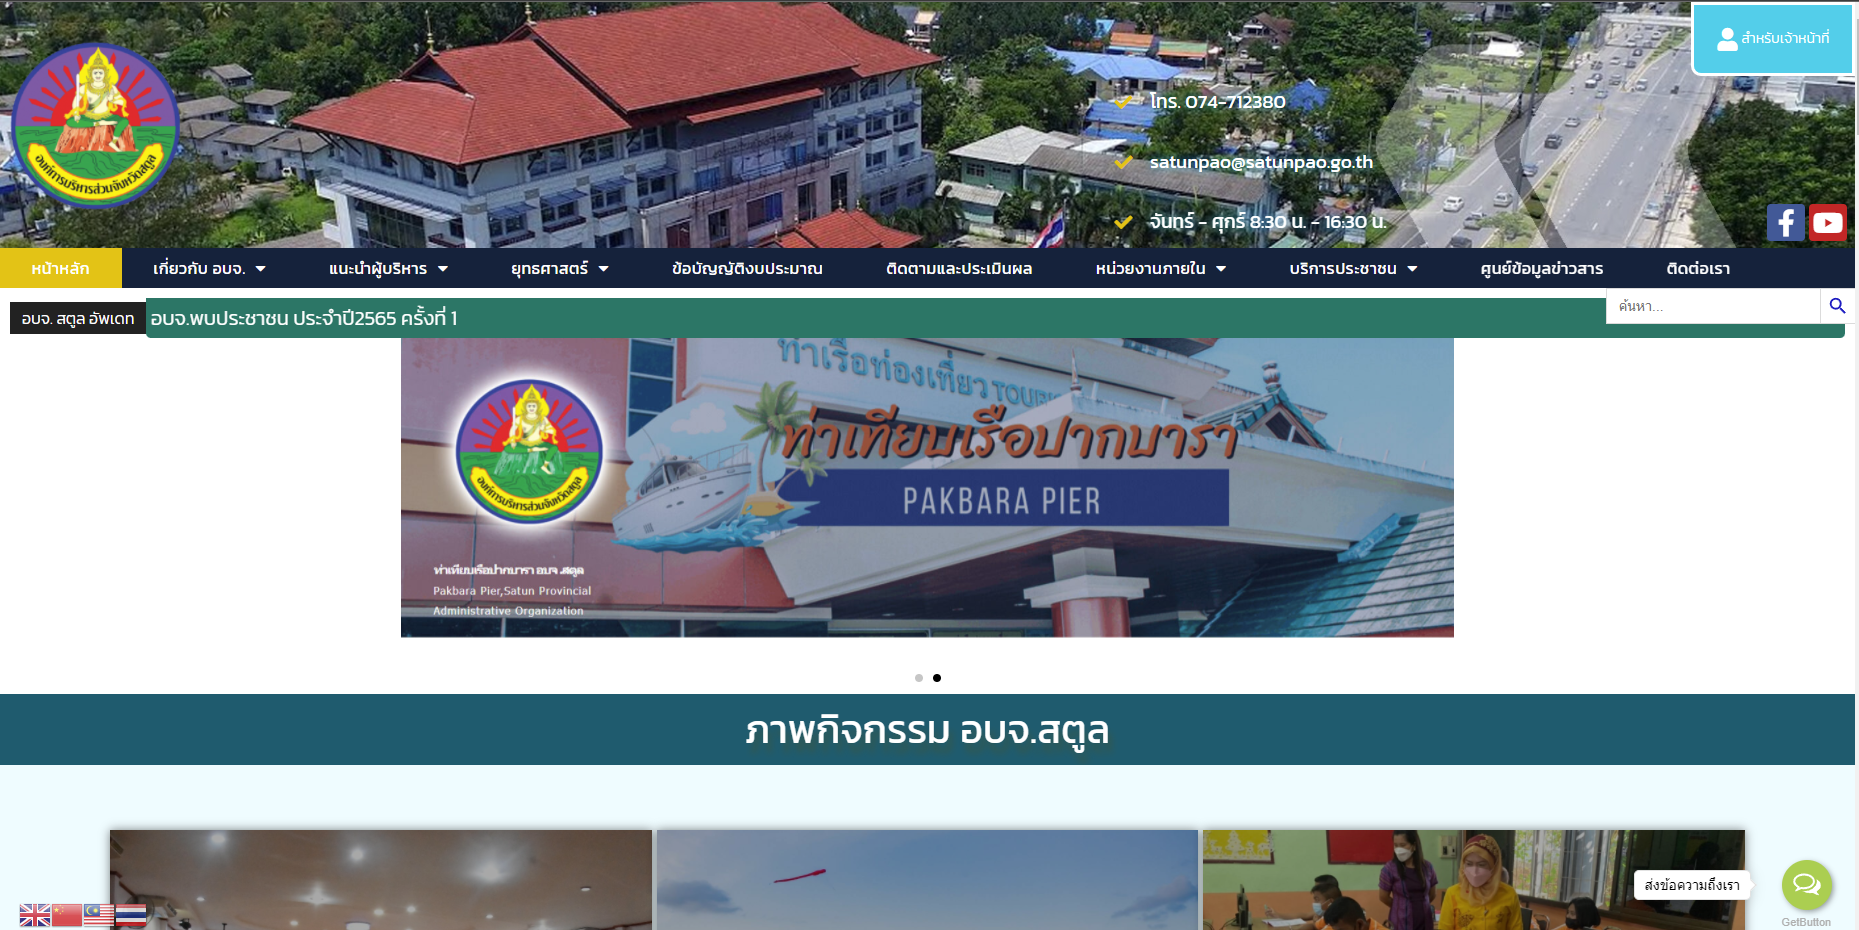 สำหรับเจ้าหน้าที่
องค์การบริหารส่วนจังหวัดสตูล
โทร. 074-712380
satunpao@satunpao.go.th
จันทร์ - ศุกร์ 8:30 น. - 16:30 น.
หน้าหลัก เกี่ยวกับ อบจ. แนะนำผู้บริหาร ยุทธศาสตร์ ข้อบัญญัติงบประมาณ ติดตามและประเมินผล หน่วยงานภายใน บริการประชาชน ศูนย์ข้อมูลข่าวสาร ติดต่อเรา
ค้นหา...
อบจ. สตูล อัพเดท อบจ.พบประชาชน ประจำปี2565 ครั้งที่ 1
ท่าเรือท่องเที่ยว
ท่าเทียบเรือปากบารา
PAKBARA PIER
องค์การบริหารส่วนจังหวัดสตูล
ท่าเทียบเรือปากบารา อบจ.สตูล
Pakbara Pier,Satun Provincial
Administrative Organization
ภาพกิจกรรม อบจ.สตูล
ส่งข้อความถึงเรา
GetButton